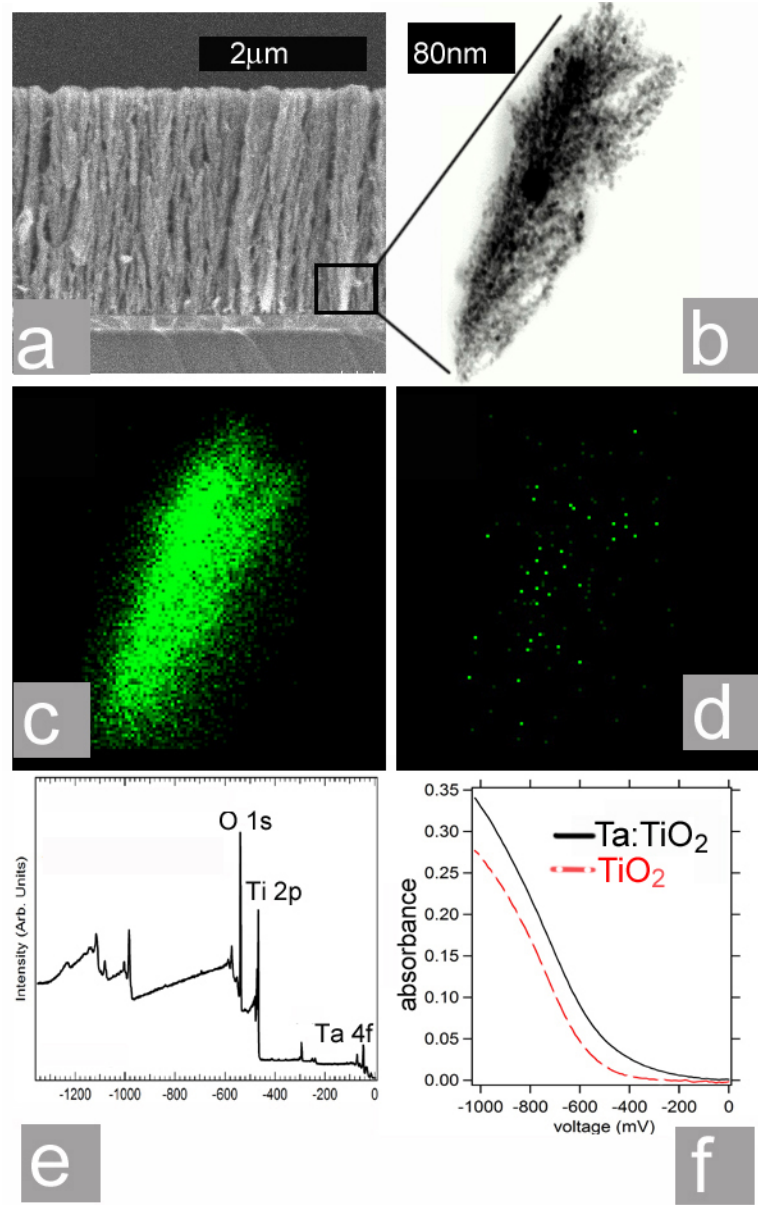 2μm
80nm
a
b
c
d
O 1s
Ti 2p
Ta 4f
Intensity (Arb. Units)
-1200 -1000 -800 -600 -400 -200 0
e
0.35
0.30
0.25
0.20
0.15
0.10
0.05
0.00
absorbance
Ta:TiO₂
TiO₂
-1000 -800 -600 -400 -200 0
voltage (mV)
f